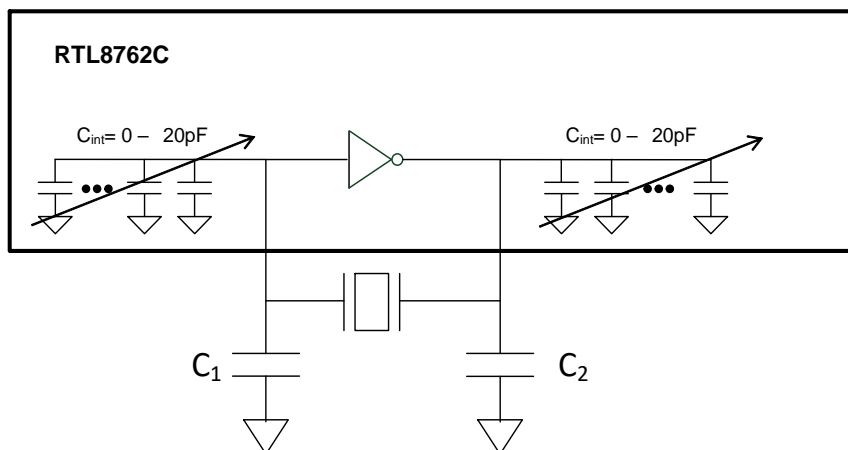 RTL8762C
Cint= 0 – 20pF
Cint= 0 – 20pF
C1
C2